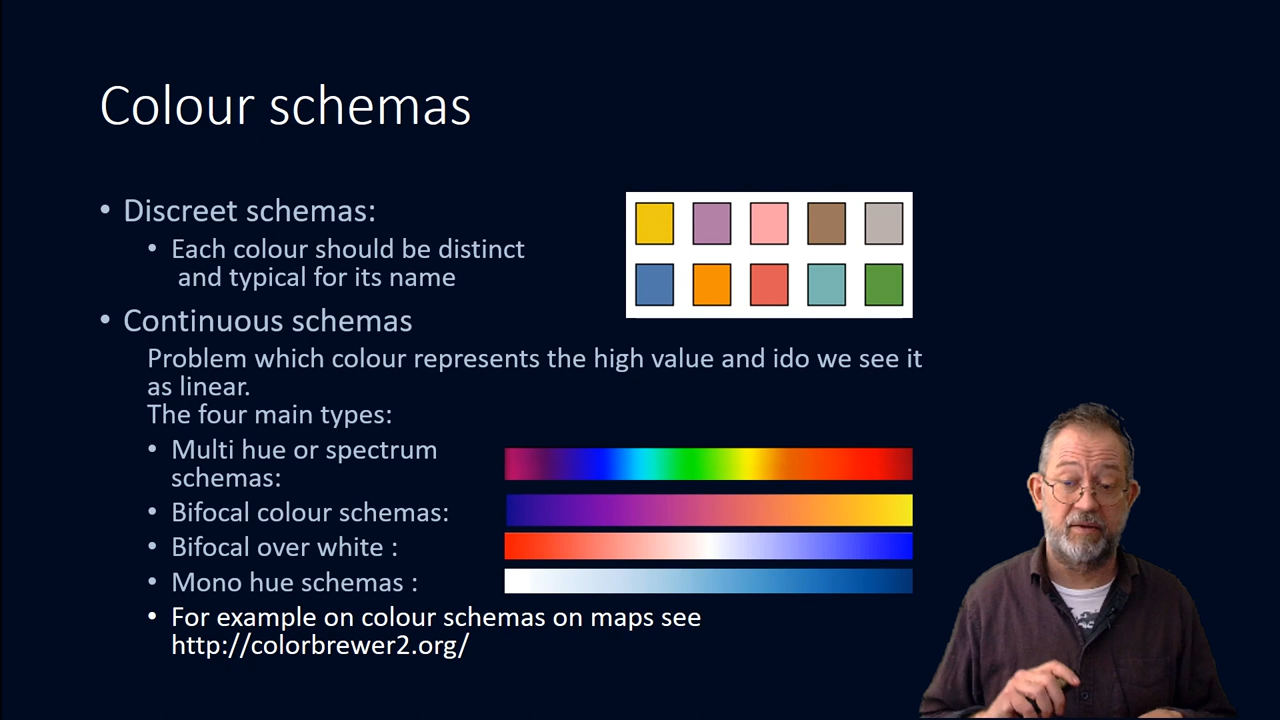 Colour schemas
• Discreet schemas:
• Each colour should be distinct
and typical for its name
• Continuous schemas
Problem which colour represents the high value and ido we see it
as linear.
The four main types:
• Multi hue or spectrum
schemas:
• Bifocal colour schemas:
• Bifocal over white :
• Mono hue schemas :
• For example on colour schemas on maps see
http://colorbrewer2.org/